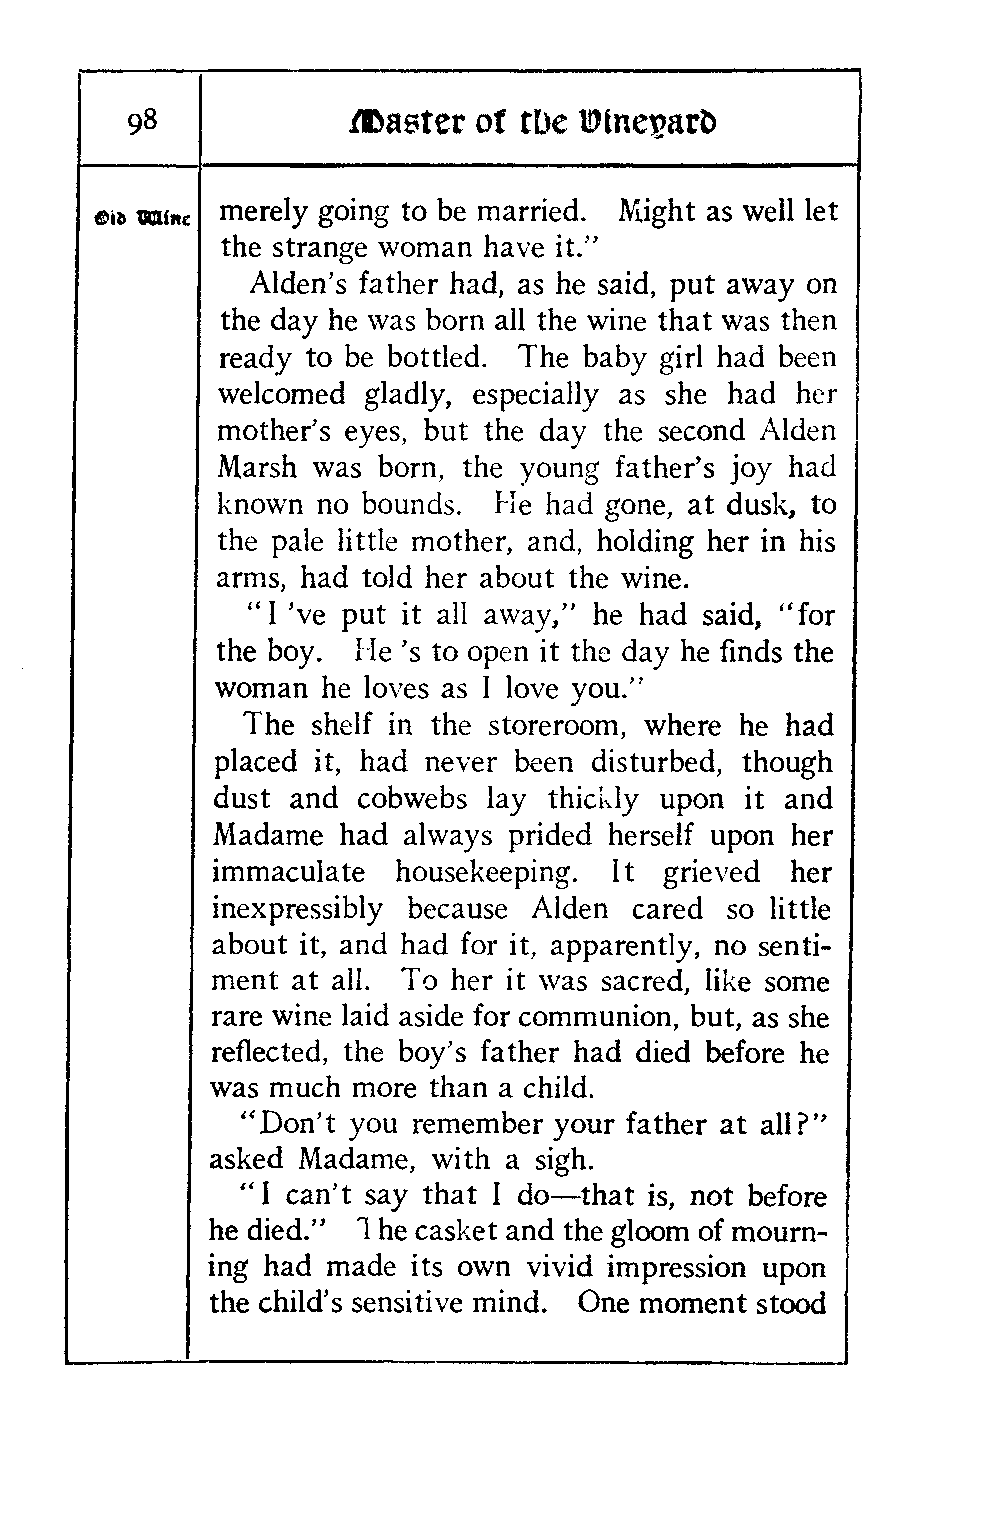 98
Master of the Vineyard
Old Wine
merely going to be married. Might as well let
the strange woman have it."
Alden's father had, as he said, put away on
the day he was born all the wine that was then
ready to be bottled. The baby girl had been
welcomed gladly, especially as she had her
mother's eyes, but the day the second Alden
Marsh was born, the young father's joy had
known no bounds. He had gone, at dusk, to
the pale little mother, and, holding her in his
arms, had told her about the wine.
"I 've put it all away," he had said, "for
the boy. He 's to open it the day he finds the
woman he loves as I love you."
The shelf in the storeroom, where he had
placed it, had never been disturbed, though
dust and cobwebs lay thickly upon it and
Madame had always prided herself upon her
immaculate housekeeping. It grieved her
inexpressibly because Alden cared so little
about it, and had for it, apparently, no senti-
ment at all. To her it was sacred, like some
rare wine laid aside for communion, but, as she
reflected, the boy's father had died before he
was much more than a child.
"Don't you remember your father at all?"
asked Madame, with a sigh.
"I can't say that I do—that is, not before
he died." The casket and the gloom of mourn-
ing had made its own vivid impression upon
the child's sensitive mind. One moment stood